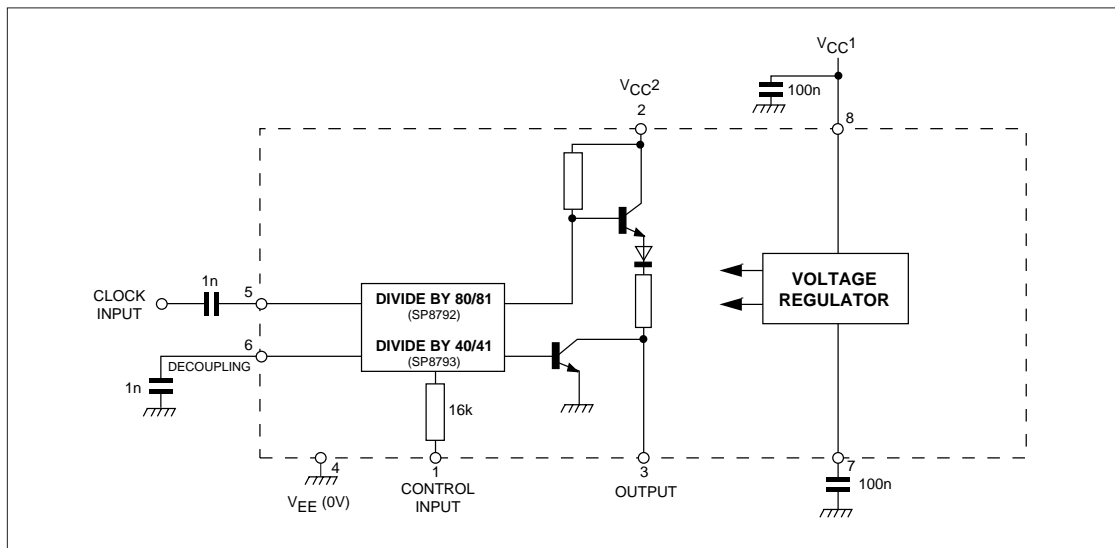 VCC1
100n
VCC2
2
8
1n
CLOCK
INPUT
5
DIVIDE BY 80/81
(SP8792)
VOLTAGE
REGULATOR
6
DECOUPLING
DIVIDE BY 40/41
(SP8793)
1n
16k
4
1
3
7
VEE (0V)
CONTROL
INPUT
OUTPUT
100n